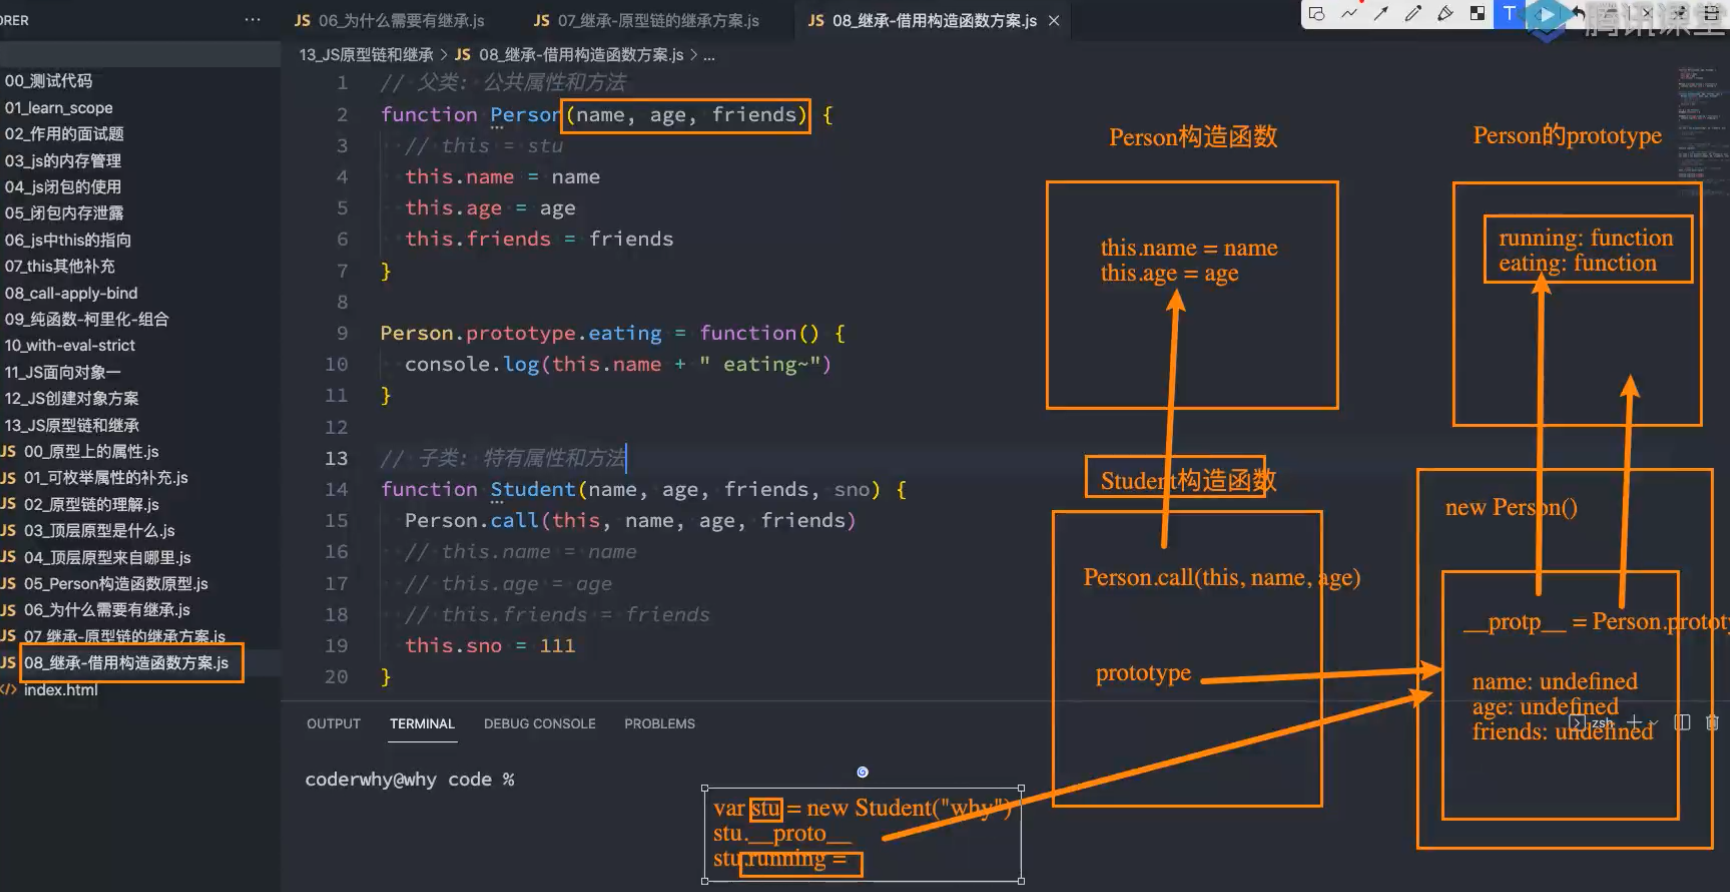 ORER
···
JS 06_为什么需要有继承.js
JS 07_继承-原型链的继承方案.js
JS 08_继承-借用构造函数方案.js ×
T
腾讯课堂
13_JS原型链和继承 > JS 08_继承-借用构造函数方案.js > ...
00_测试代码
01_learn_scope
02_作用的面试题
03_js的内存管理
04_js闭包的使用
05_闭包内存泄露
06_js中this的指向
07_this其他补充
08_call-apply-bind
09_纯函数-柯里化-组合
10_with-eval-strict
11_JS面向对象一
12_JS创建对象方案
13_JS原型链和继承
JS 00_原型上的属性.js
JS 01_可枚举属性的补充.js
JS 02_原型链的理解.js
JS 03_顶层原型是什么.js
JS 04_顶层原型来自哪里.js
JS 05_Person构造函数原型.js
JS 06_为什么需要有继承.js
JS 07_继承-原型链的继承方案.js
JS 08_继承-借用构造函数方案.js
</> index.html
1 // 父类: 公共属性和方法
2 function Person(name, age, friends) {
3 // this = stu
4 this.name = name
5 this.age = age
6 this.friends = friends
7 }
8
9 Person.prototype.eating = function() {
10 console.log(this.name + " eating~")
11 }
12
13 // 子类: 特有属性和方法
14 function Student(name, age, friends, sno) {
15 Person.call(this, name, age, friends)
16 // this.name = name
17 // this.age = age
18 // this.friends = friends
19 this.sno = 111
20 }
OUTPUT TERMINAL DEBUG CONSOLE PROBLEMS
zsh
coderwhy@why code %
Person构造函数
this.name = name
this.age = age
Person的prototype
running: function
eating: function
Student构造函数
Person.call(this, name, age)
prototype
new Person()
__protp__ = Person.prototy
name: undefined
age: undefined
friends: undefined
var stu = new Student("why")
stu.__proto__
stu.running =